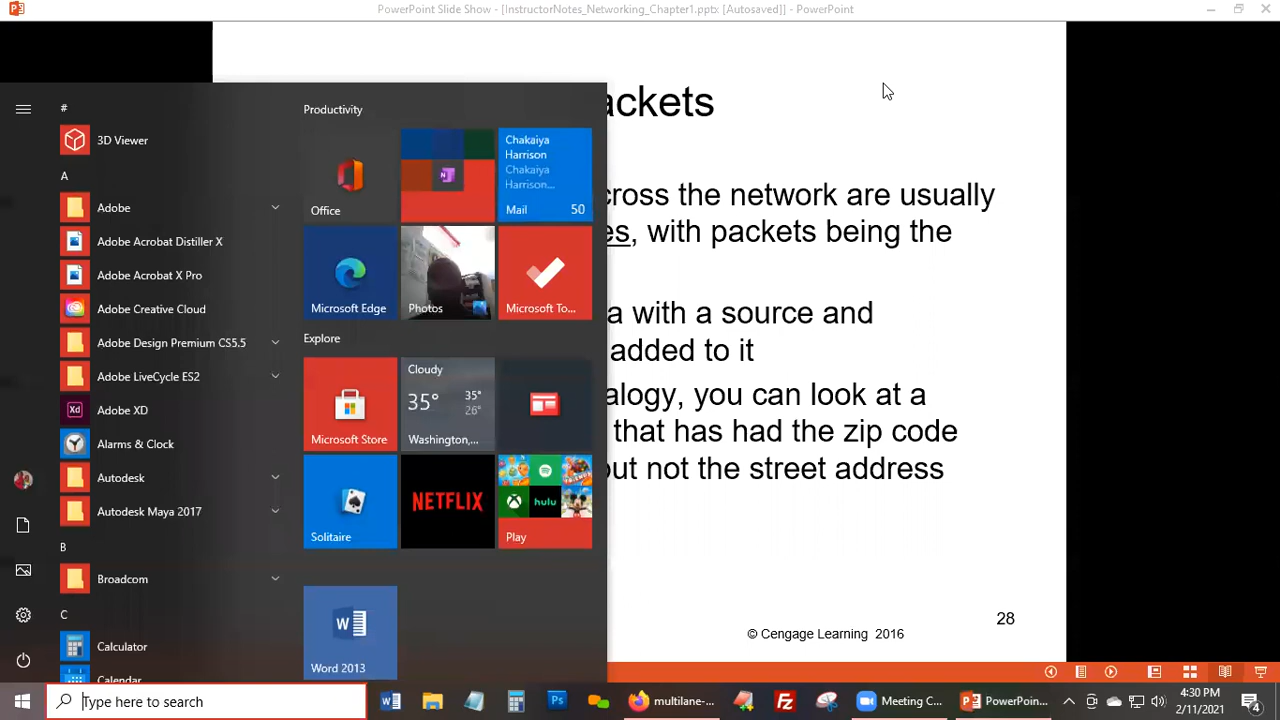 PowerPoint Slide Show - [InstructorNotes_Networking_Chapter1.pptx [Autosaved]] - PowerPoint
ackets
cross the network are usually
es, with packets being the
a with a source and
added to it
alogy, you can look at a
that has had the zip code
out not the street address
28
© Cengage Learning 2016
#
3D Viewer
A
Adobe
Adobe Acrobat Distiller X
Adobe Acrobat X Pro
Adobe Creative Cloud
Adobe Design Premium CS5.5
Adobe LiveCycle ES2
Xd Adobe XD
Alarms & Clock
Autodesk
Autodesk Maya 2017
B
Broadcom
C
Calculator
Calendar
Productivity
Office
Chakaiya
Harrison
Chakaiya
Harrison...
Mail 50
Microsoft Edge
Photos
Microsoft To...
Explore
Microsoft Store
Cloudy
35° 35°
26°
Washington,...
Solitaire
NETFLIX
hulu
Play
Word 2013
Type here to search
Ps
multilane-...
Meeting C...
PowerPoin...
4:30 PM
2/11/2021
4